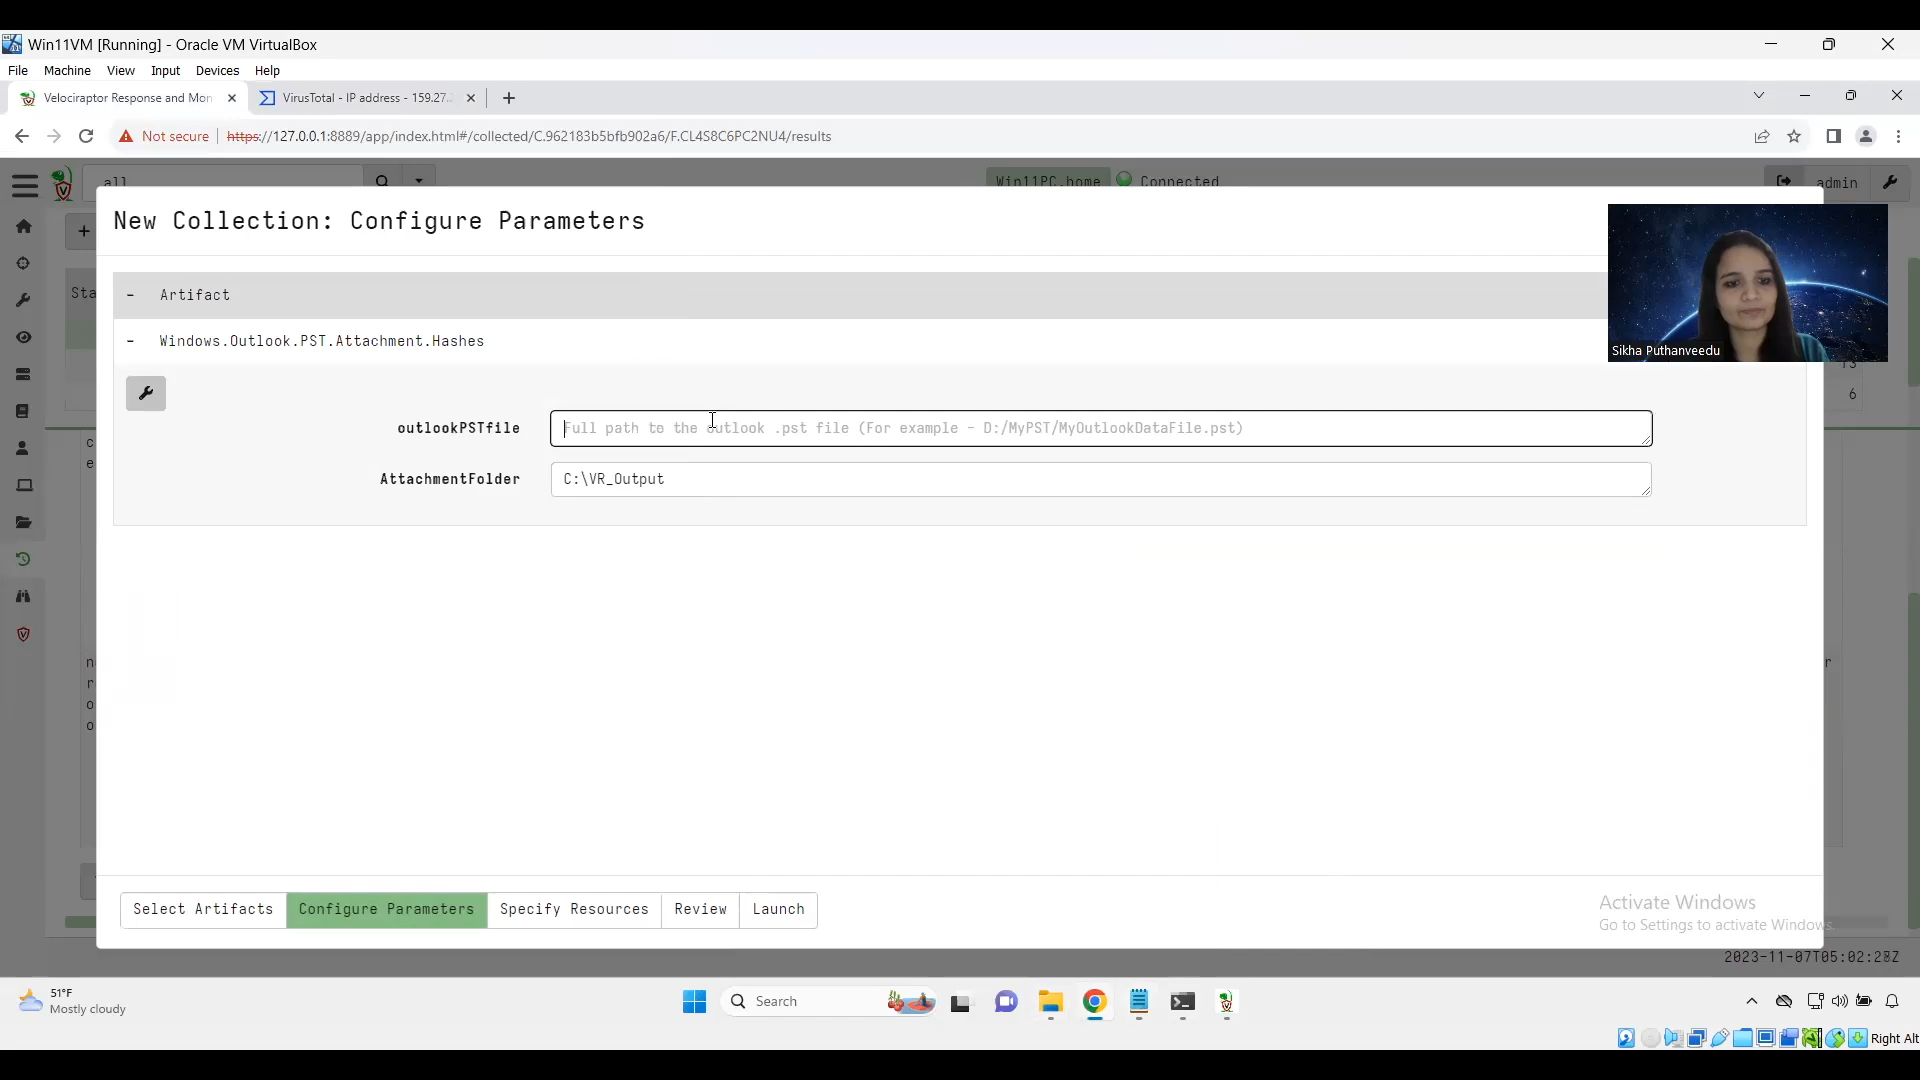 Win11VM [Running] - Oracle VM VirtualBox
File Machine View Input Devices Help
Velociraptor Response and Mon
VirusTotal - IP address - 159.27.
Not secure https://127.0.0.1:8889/app/index.html#/collected/C.962183b5bfb902a6/F.CL4S8C6PC2NU4/results
all
Win11PC.home Connected
admin
New Collection: Configure Parameters
Sta
- Artifact
- Windows.Outlook.PST.Attachment.Hashes
Sikha Puthanveedu
13
6
outlookPSTfile
Full path to the outlook .pst file (For example - D:/MyPST/MyOutlookDataFile.pst)
c
e
AttachmentFolder
C:\VR_Output
n
r
r
o
o
Select Artifacts Configure Parameters Specify Resources Review Launch
Activate Windows
Go to Settings to activate Windows.
2023-11-07T05:02:28Z
51°F
Mostly cloudy
Search
Right Alt